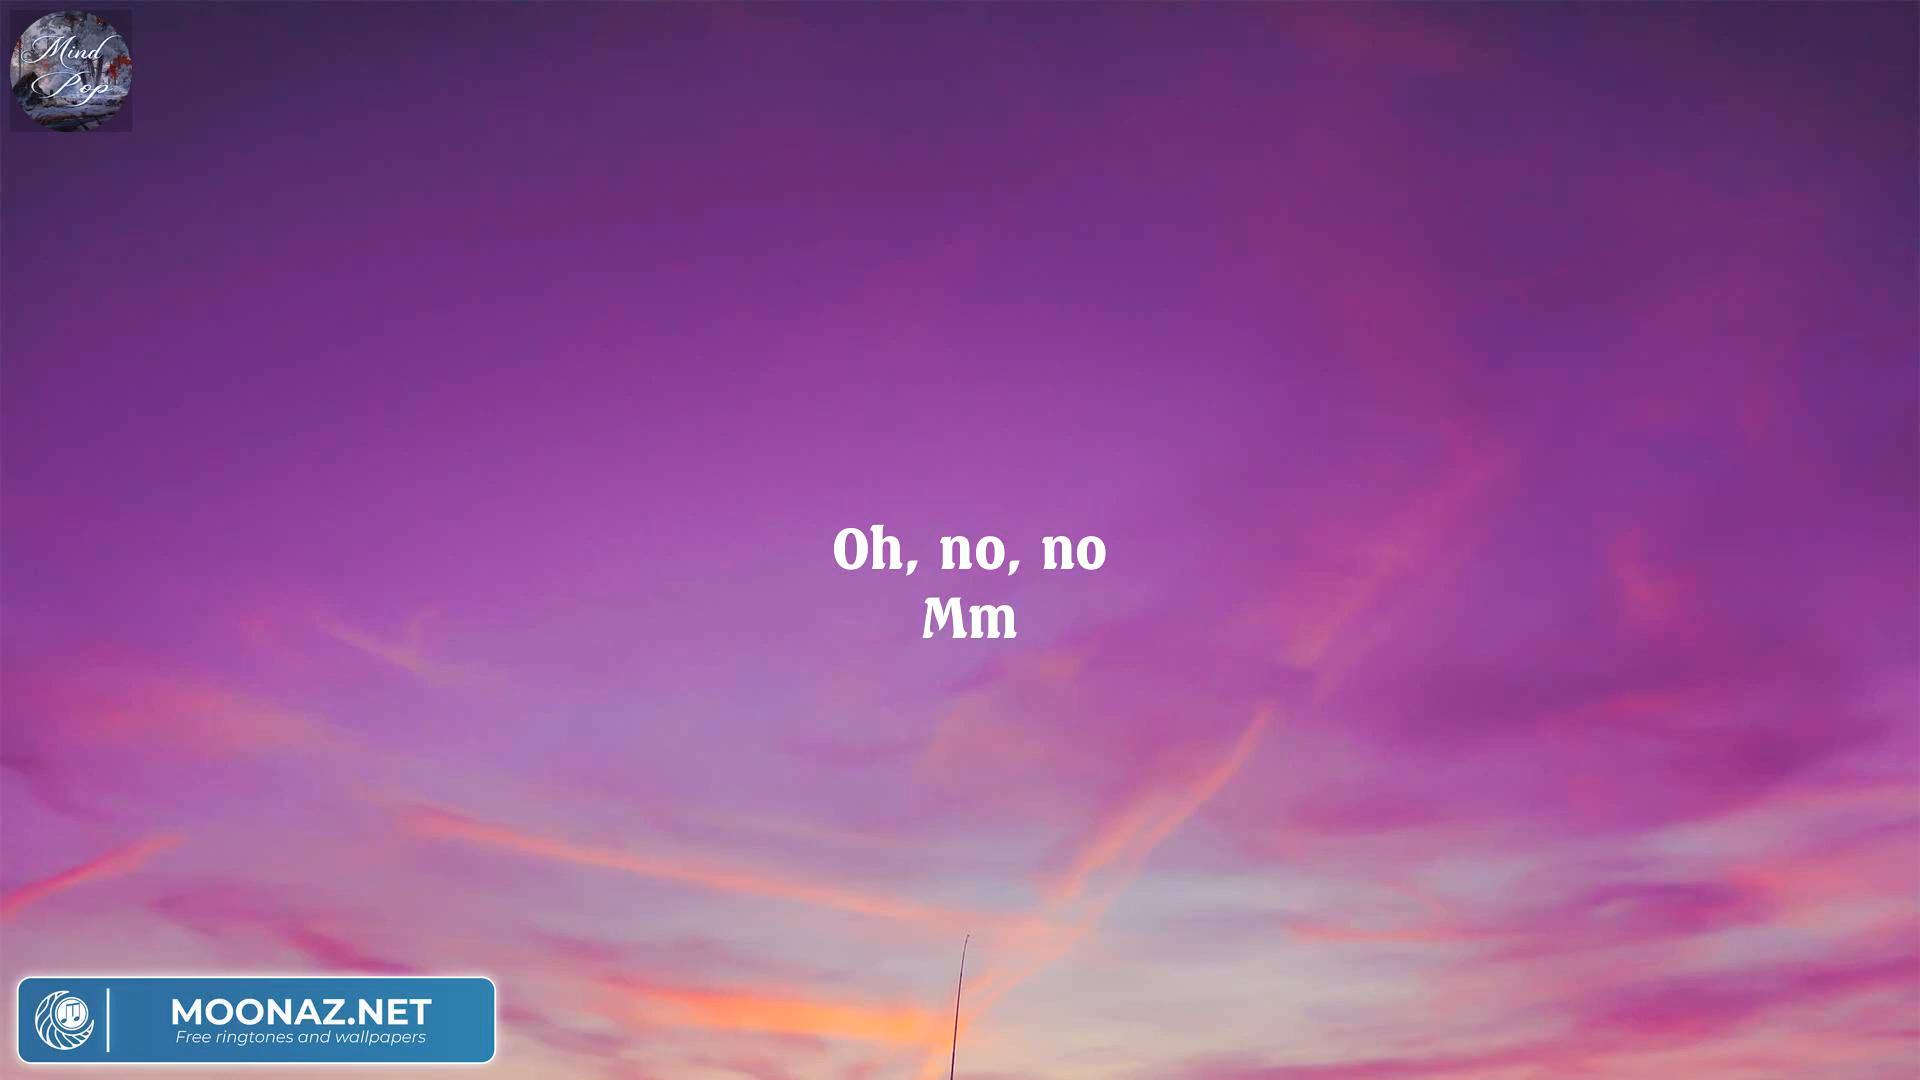 Mind
Pop
Oh, no, no
Mm
MOONAZ.NET
Free ringtones and wallpapers